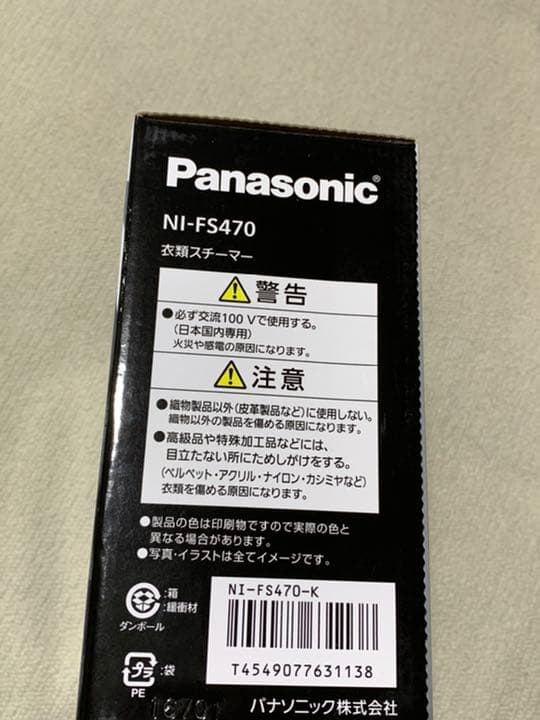 Panasonic®
NI-FS470
衣類スチーマー
警告
●必ず交流100 Vで使用する。
(日本国内専用)
火災や感電の原因になります。
注意
●織物製品以外(皮革製品など)に使用しない。
織物以外の製品を傷める原因になります。
●高級品や特殊加工品などには、
目立たない所にためしがけをする。
(ベルベット・アクリル・ナイロン・カシミヤなど)
衣類を傷める原因になります。
●製品の色は印刷物ですので実際の色と
異なる場合があります。
●写真・イラストは全てイメージです。
:箱
:緩衝材
ダンボール
NI-FS470-K
T4549077631138
プラ
:袋
PE
パナソニック株式会社